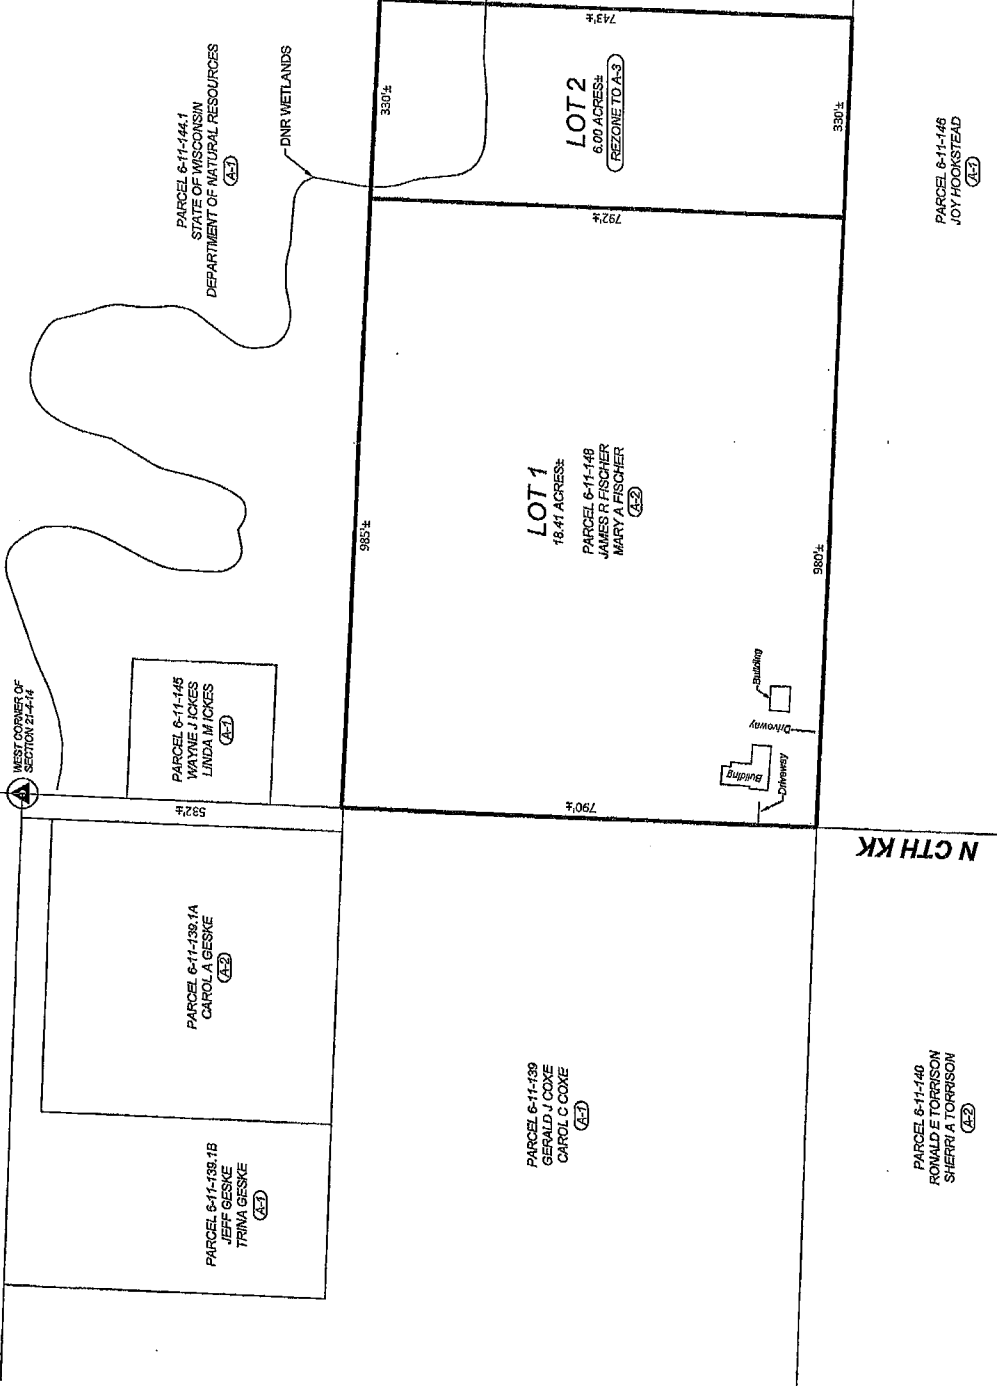 WEST CORNER OF
SECTION 21-4-14
PARCEL 6-11-144.1
STATE OF WISCONSIN
DEPARTMENT OF NATURAL RESOURCES
A-1
DNR WETLANDS
PARCEL 6-11-145
WAYNE J ICKES
LINDA M ICKES
A-1
532'±
PARCEL 6-11-139.1A
CAROL A GESKE
A-2
PARCEL 6-11-139.1B
JEFF GESKE
TRINA GESKE
A-1
330'±
985'±
743'±
LOT 2
6.00 ACRES±
REZONE TO A-3
792'±
LOT 1
18.41 ACRES±
PARCEL 6-11-148
JAMES R FISCHER
MARY A FISCHER
A-2
790'±
Building
Driveway
Building
Driveway
330'±
980'±
PARCEL 6-11-139
GERALD J COXE
CAROL C COXE
A-1
N CTH KK
PARCEL 6-11-146
JOY HOOKSTEAD
A-1
PARCEL 6-11-140
RONALD E TORRISON
SHERRI A TORRISON
A-2